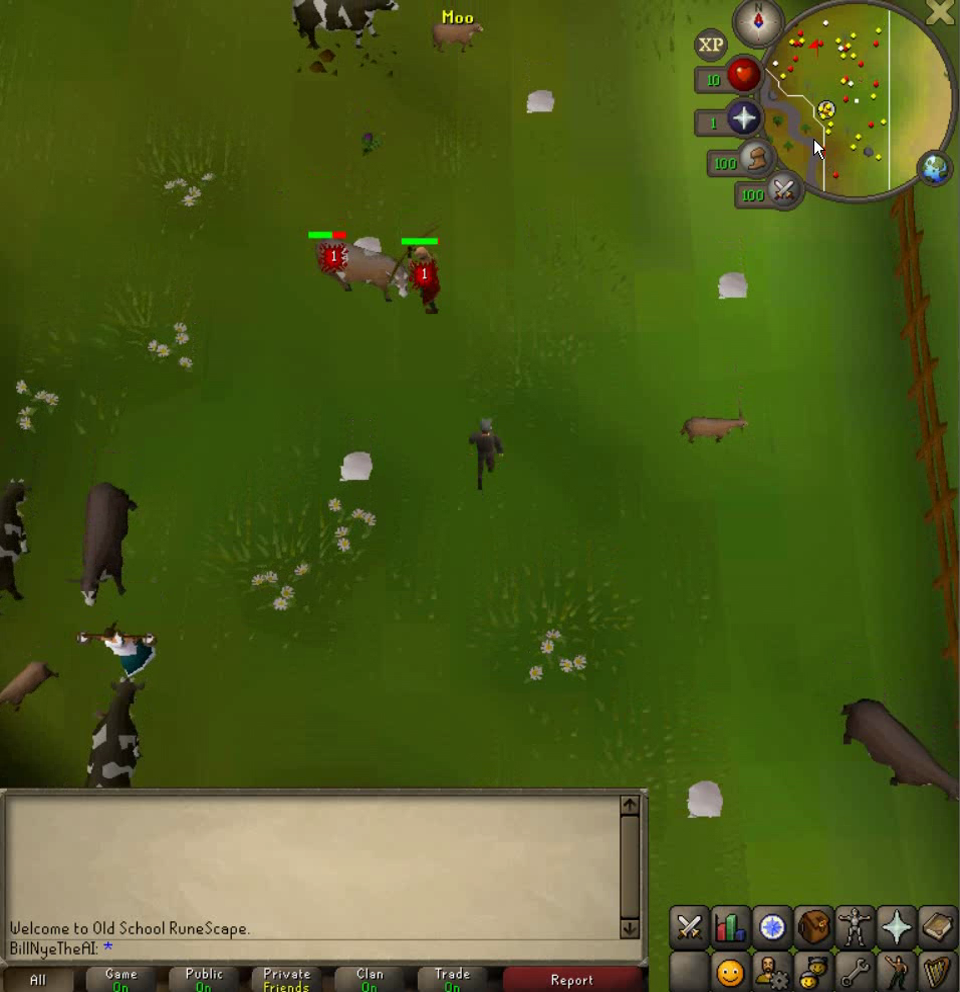 Moo
N
XP
10
1
100
100
1
1
Welcome to Old School RuneScape.
BillNyeTheAI: *
All
Game
On
Public
On
Private
Friends
Clan
On
Trade
On
Report